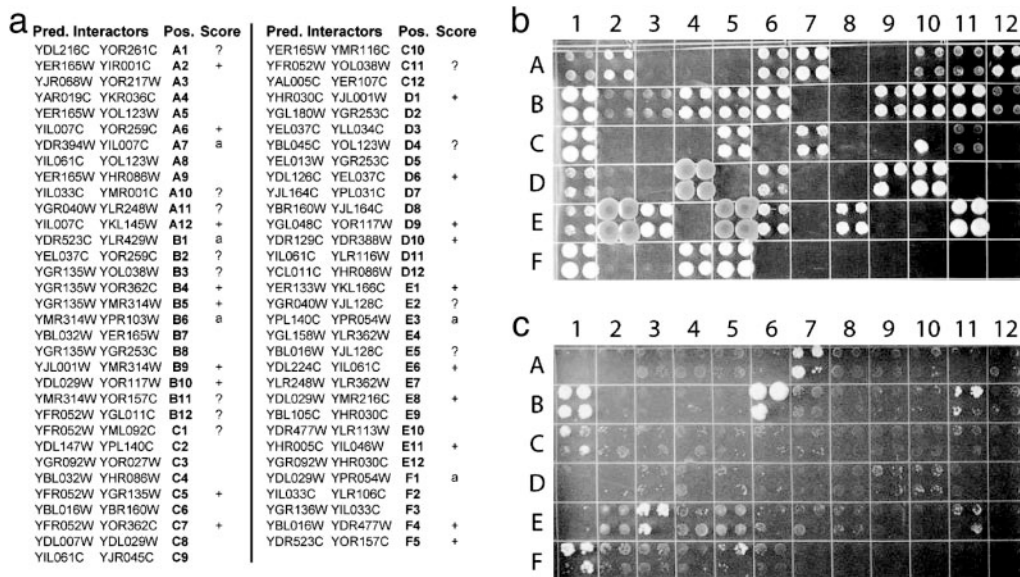 a
Pred. Interactors Pos. Score
YDL216C YOR261C A1 ?
YER165W YIR001C A2 +
YJR068W YOR217W A3
YAR019C YKR036C A4
YER165W YOL123W A5
YIL007C YOR259C A6 +
YDR394W YIL007C A7 a
YIL061C YOL123W A8
YER165W YHR086W A9
YIL033C YMR001C A10 ?
YGR040W YLR248W A11 ?
YIL007C YKL145W A12 +
YDR523C YLR429W B1 a
YEL037C YOR259C B2 ?
YGR135W YOL038W B3 ?
YGR135W YOR362C B4 +
YGR135W YMR314W B5 +
YMR314W YPR103W B6 a
YBL032W YER165W B7
YGR135W YGR253C B8
YJL001W YMR314W B9 +
YDL029W YOR117W B10 +
YMR314W YOR157C B11 ?
YFR052W YGL011C B12 ?
YFR052W YML092C C1 ?
YDL147W YPL140C C2
YGR092W YOR027W C3
YBL032W YHR086W C4
YFR052W YGR135W C5 +
YBL016W YBR160W C6
YFR052W YOR362C C7 +
YDL007W YDL029W C8
YIL061C YJR045C C9
Pred. Interactors Pos. Score
YER165W YMR116C C10
YFR052W YOL038W C11 ?
YAL005C YER107C C12
YHR030C YJL001W D1 +
YGL180W YGR253C D2
YEL037C YLL034C D3
YBL045C YOL123W D4 ?
YEL013W YGR253C D5
YDL126C YEL037C D6 +
YJL164C YPL031C D7
YBR160W YJL164C D8
YGL048C YOR117W D9 +
YDR129C YDR388W D10 +
YIL061C YLR116W D11
YCL011C YHR086W D12
YER133W YKL166C E1 +
YGR040W YJL128C E2 ?
YPL140C YPR054W E3 a
YGL158W YLR362W E4
YBL016W YJL128C E5 ?
YDL224C YIL061C E6 +
YLR248W YLR362W E7
YDL029W YMR216C E8 +
YBL105C YHR030C E9
YDR477W YLR113W E10
YHR005C YIL046W E11 +
YGR092W YHR030C E12
YDL029W YPR054W F1 a
YIL033C YLR106C F2
YGR136W YIL033C F3
YBL016W YDR477W F4 +
YDR523C YOR157C F5 +
b
1 2 3 4 5 6 7 8 9 10 11 12
A
B
C
D
E
F
c
1 2 3 4 5 6 7 8 9 10 11 12
A
B
C
D
E
F